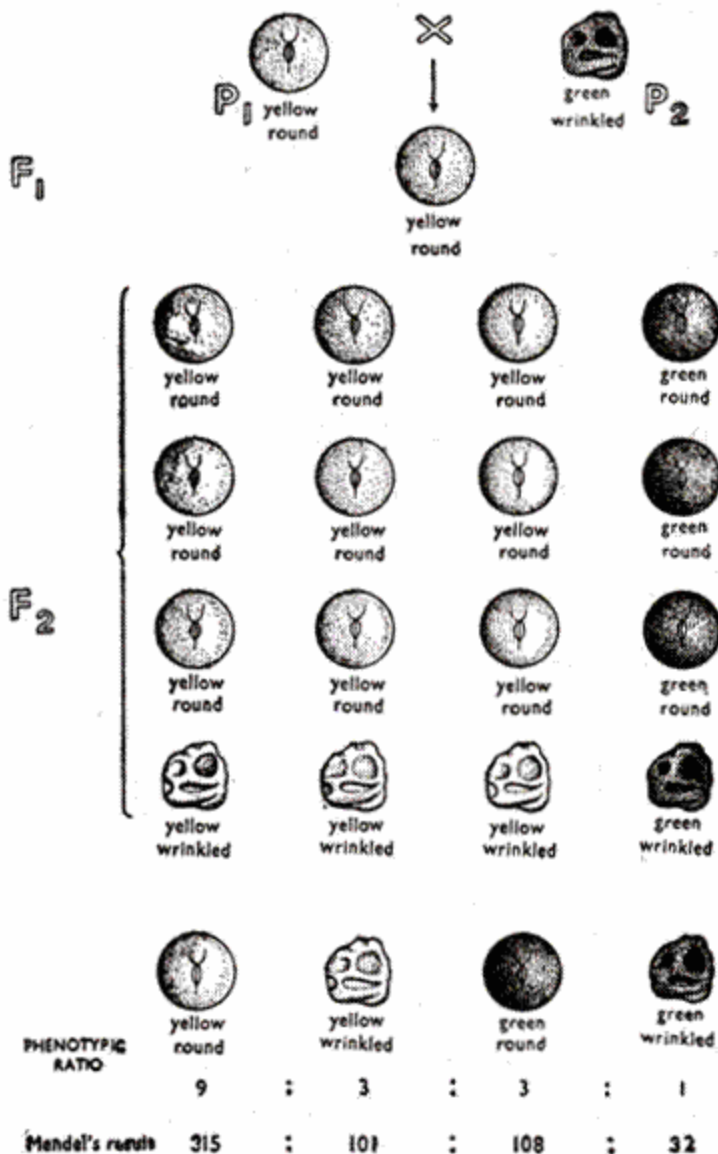 P1 yellow round
X
green wrinkled P2
F1
yellow
round
yellow yellow yellow green
round round round round
yellow yellow yellow green
round round round round
F2
yellow yellow yellow green
round round round round
yellow yellow yellow green
wrinkled wrinkled wrinkled wrinkled
yellow yellow green green
round wrinkled round wrinkled
PHENOTYPIC
RATIO
9 : 3 : 3 : 1
Mendel's results 315 : 101 : 108 : 32